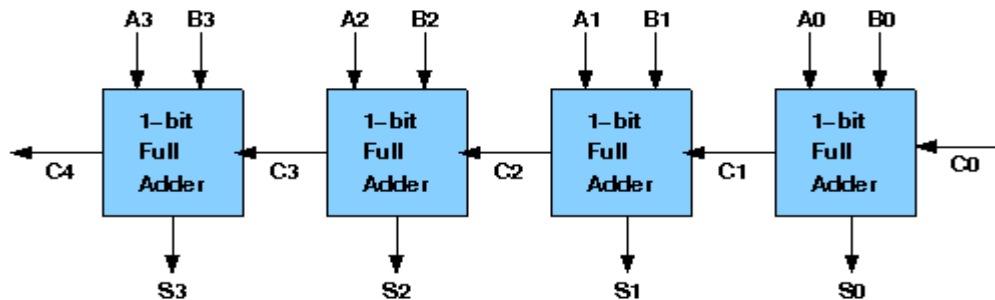 A3 B3 A2 B2 A1 B1 A0 B0
1-bit Full Adder
1-bit Full Adder
1-bit Full Adder
1-bit Full Adder
C4 C3 C2 C1 C0
S3 S2 S1 S0